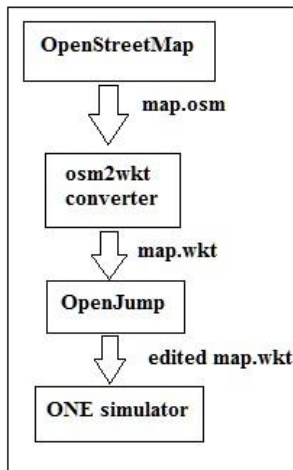 OpenStreetMap
map.osm
osm2wkt
converter
map.wkt
OpenJump
edited map.wkt
ONE simulator